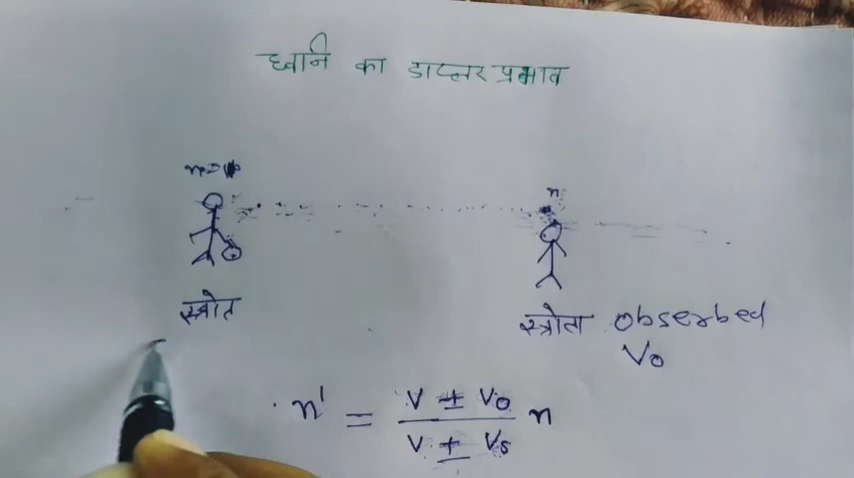 ध्वनि का डाप्लर प्रभाव
n =
n
स्त्रोत
स्त्रोता observed
Vo
n' = V ± Vo / V ± Vs n